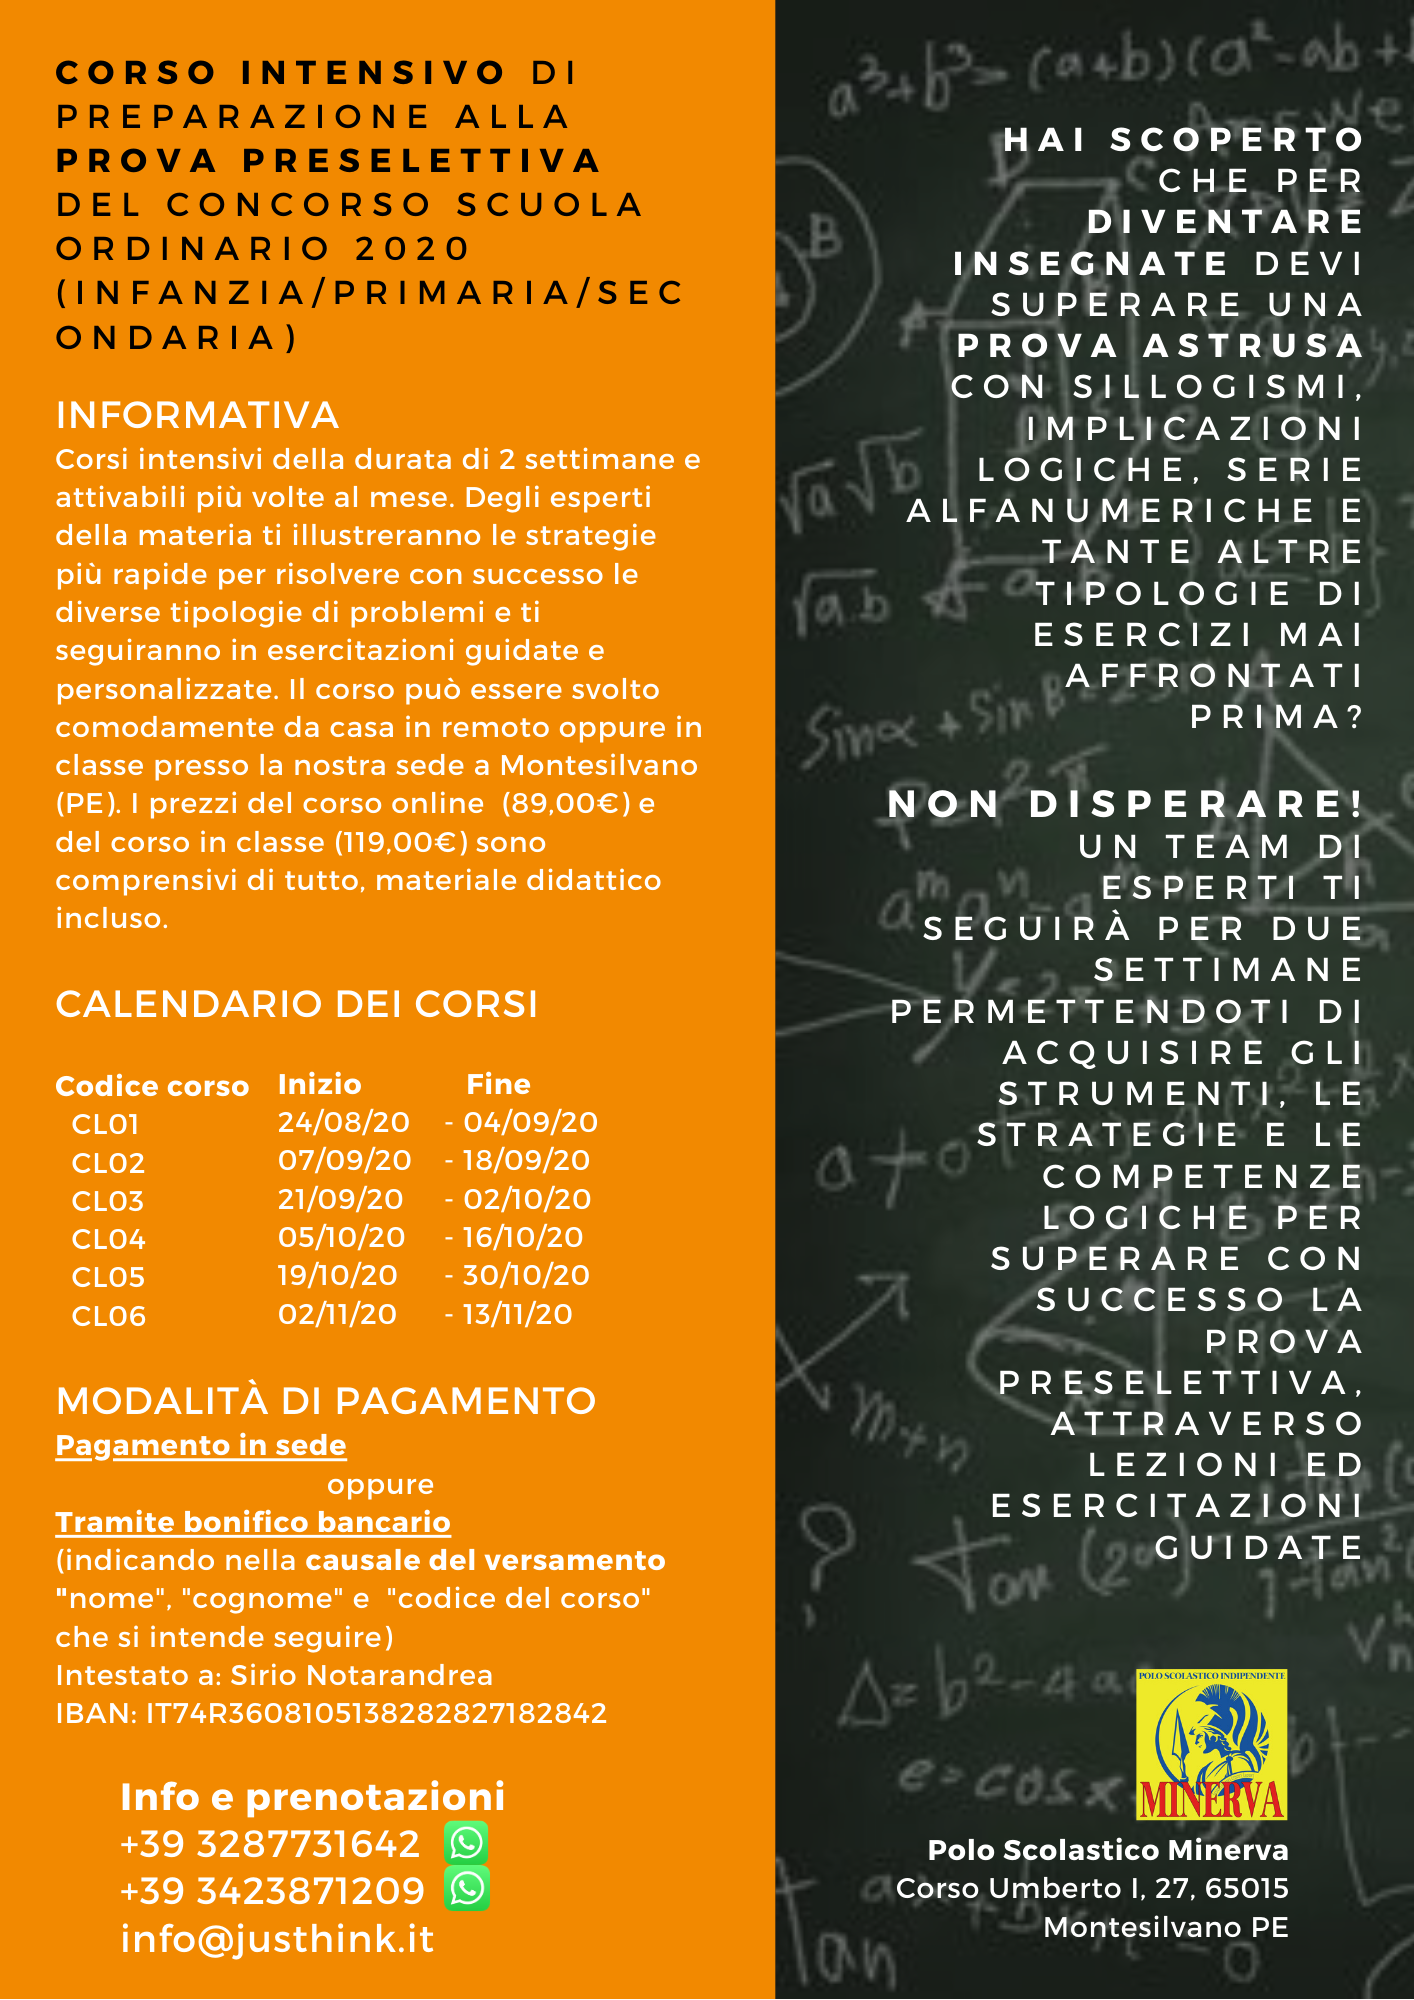 CORSO INTENSIVO DI
PREPARAZIONE ALLA
PROVA PRESELETTIVA
DEL CONCORSO SCUOLA
ORDINARIO 2020
(INFANZIA/PRIMARIA/SEC
ONDARIA)
INFORMATIVA
Corsi intensivi della durata di 2 settimane e
attivabili più volte al mese. Degli esperti
della materia ti illustreranno le strategie
più rapide per risolvere con successo le
diverse tipologie di problemi e ti
seguiranno in esercitazioni guidate e
personalizzate. Il corso può essere svolto
comodamente da casa in remoto oppure in
classe presso la nostra sede a Montesilvano
(PE). I prezzi del corso online (89,00€) e
del corso in classe (119,00€) sono
comprensivi di tutto, materiale didattico
incluso.
CALENDARIO DEI CORSI
Codice corso Inizio Fine
CL01 24/08/20 - 04/09/20
CL02 07/09/20 - 18/09/20
CL03 21/09/20 - 02/10/20
CL04 05/10/20 - 16/10/20
CL05 19/10/20 - 30/10/20
CL06 02/11/20 - 13/11/20
MODALITÀ DI PAGAMENTO
Pagamento in sede
oppure
Tramite bonifico bancario
(indicando nella causale del versamento
"nome", "cognome" e "codice del corso"
che si intende seguire)
Intestato a: Sirio Notarandrea
IBAN: IT74R3608105138282827182842
Info e prenotazioni
+39 3287731642
+39 3423871209
info@justhink.it
HAI SCOPERTO
CHE PER
DIVENTARE
INSEGNATE DEVI
SUPERARE UNA
PROVA ASTRUSA
CON SILLOGISMI,
IMPLICAZIONI
LOGICHE, SERIE
ALFANUMERICHE E
TANTE ALTRE
TIPOLOGIE DI
ESERCIZI MAI
AFFRONTATI
PRIMA?
NON DISPERARE!
UN TEAM DI
ESPERTI TI
SEGUIRÀ PER DUE
SETTIMANE
PERMETTENDOTI DI
ACQUISIRE GLI
STRUMENTI, LE
STRATEGIE E LE
COMPETENZE
LOGICHE PER
SUPERARE CON
SUCCESSO LA
PROVA
PRESELETTIVA,
ATTRAVERSO
LEZIONI ED
ESERCITAZIONI
GUIDATE
POLO SCOLASTICO INDIPENDENTE
MINERVA
Polo Scolastico Minerva
Corso Umberto I, 27, 65015
Montesilvano PE